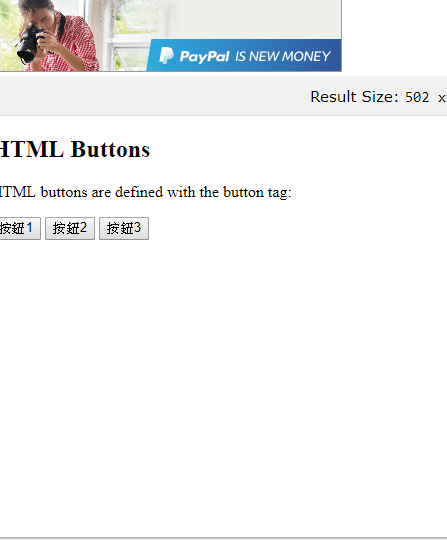 PayPal IS NEW MONEY
Result Size: 502 x
HTML Buttons
HTML buttons are defined with the button tag:
按鈕1 按鈕2 按鈕3